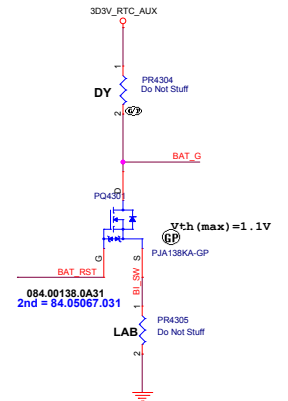 3D3V_RTC_AUX
1
PR4304
Do Not Stuff
DY
2
G/P
BAT_G
D
PQ4301
Vth(max)=1.1V
GP
PJA138KA-GP
G
S
BAT_RST
BI_SW
084.00138.0A31
2nd = 84.05067.031
1
PR4305
Do Not Stuff
LAB
2